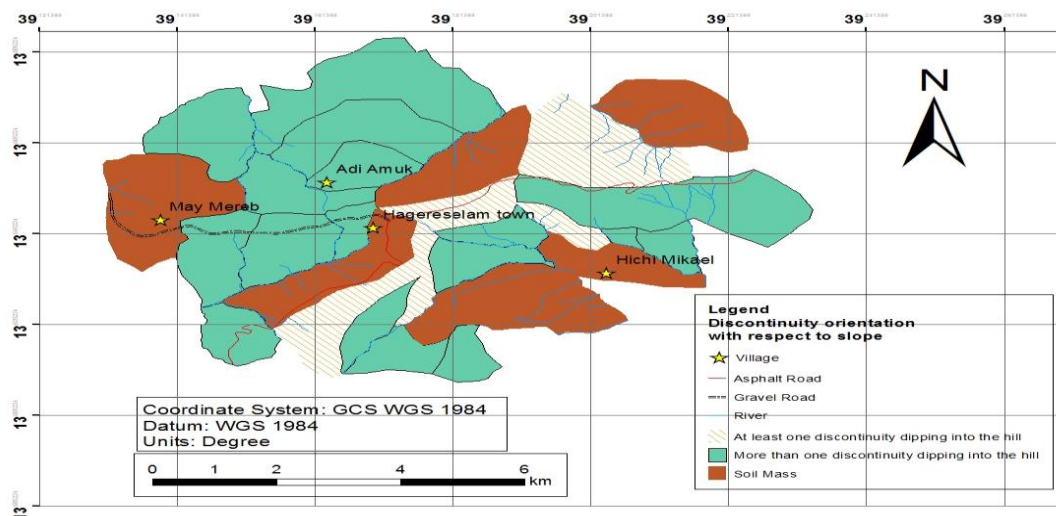 39 39 39 39 39 39 39 39
13
13
13
13
13
13
N
Adi Amuk
May Mereb
Hagereselam town
Hichi Mikael
Legend
Discontinuity orientation
with respect to slope
Village
Asphalt Road
Gravel Road
River
At least one discontinuity dipping into the hill
More than one discontinuity dipping into the hill
Soil Mass
Coordinate System: GCS WGS 1984
Datum: WGS 1984
Units: Degree
0 1 2 4 6
km